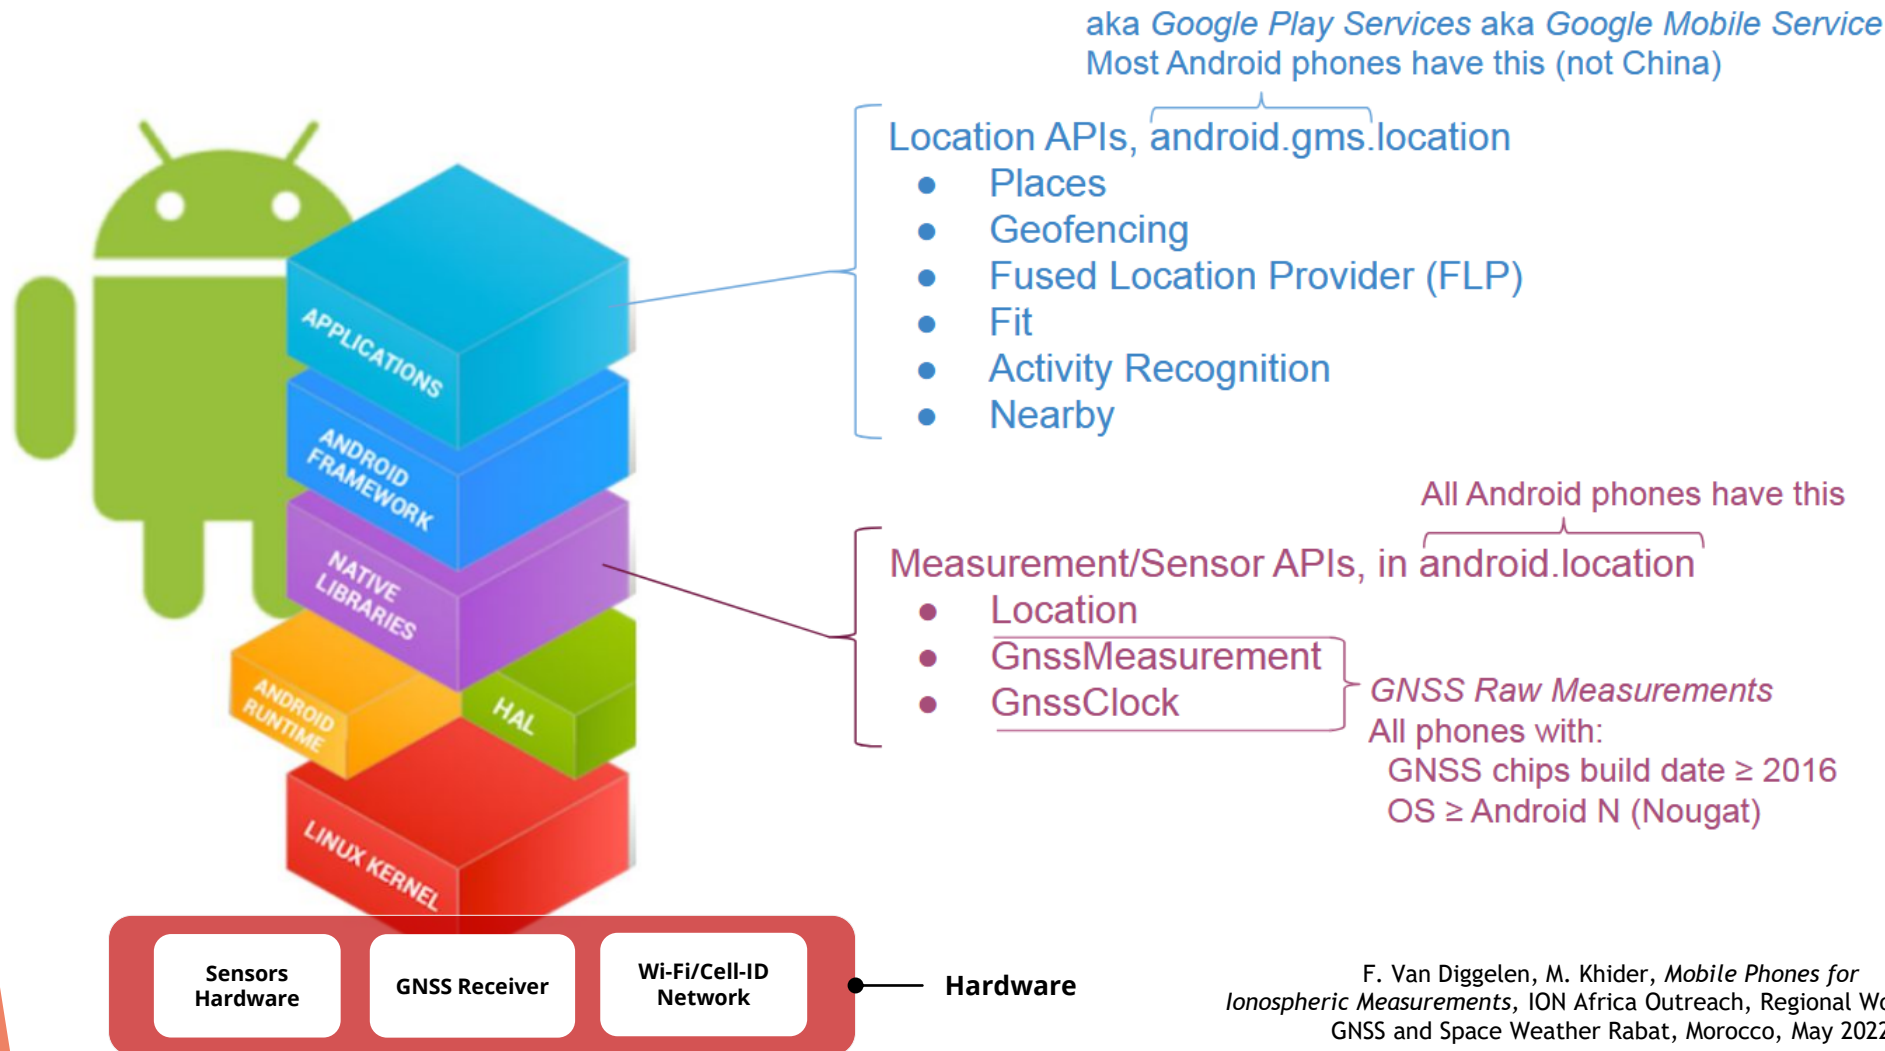 aka Google Play Services aka Google Mobile Service
Most Android phones have this (not China)
Location APIs, android.gms.location
● Places
● Geofencing
● Fused Location Provider (FLP)
● Fit
● Activity Recognition
● Nearby
APPLICATIONS
ANDROID
FRAMEWORK
NATIVE
LIBRARIES
ANDROID
RUNTIME
HAL
LINUX KERNEL
All Android phones have this
Measurement/Sensor APIs, in android.location
● Location
● GnssMeasurement
● GnssClock
GNSS Raw Measurements
All phones with:
GNSS chips build date ≥ 2016
OS ≥ Android N (Nougat)
Sensors
Hardware
GNSS Receiver
Wi-Fi/Cell-ID
Network
Hardware
F. Van Diggelen, M. Khider, Mobile Phones for
Ionospheric Measurements, ION Africa Outreach, Regional
GNSS and Space Weather Rabat, Morocco, May 2022